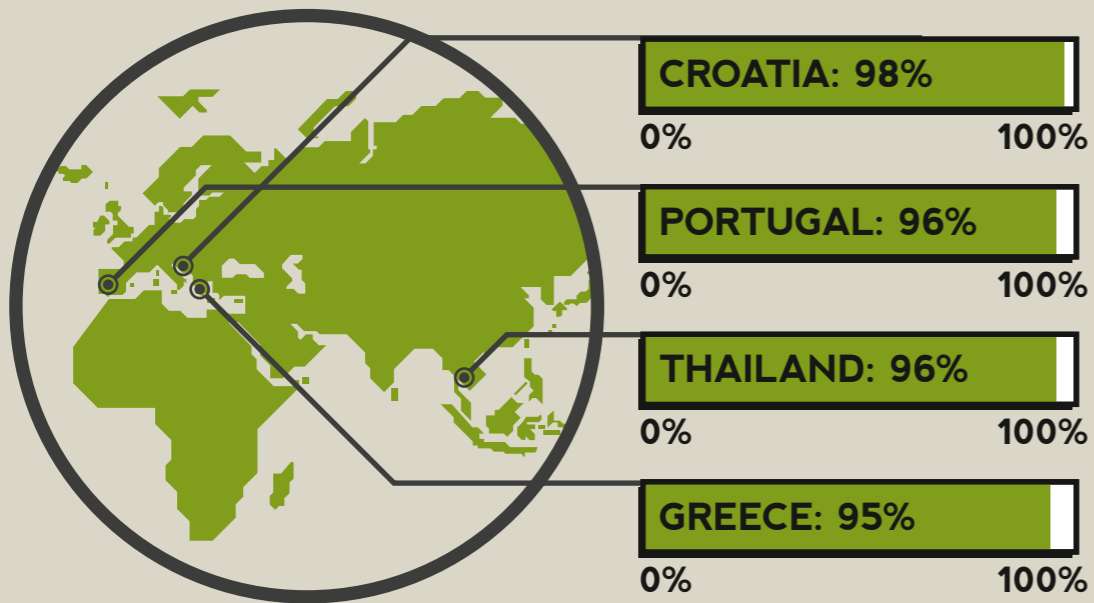 CROATIA: 98%
0% 100%
PORTUGAL: 96%
0% 100%
THAILAND: 96%
0% 100%
GREECE: 95%
0% 100%